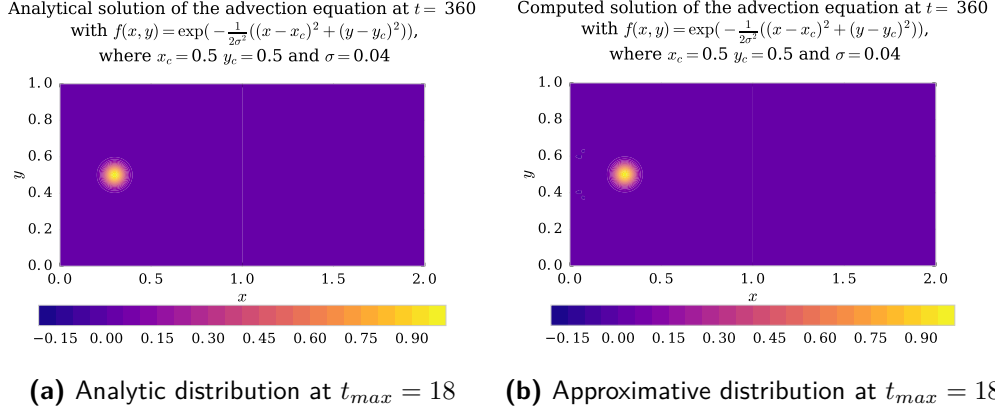 Analytical solution of the advection equation at t = 360
with f(x, y) = exp( − 1/(2σ²) ((x − x_c)² + (y − y_c)²)),
where x_c = 0.5 y_c = 0.5 and σ = 0.04
1.0
0.8
0.6
y
0.4
0.2
0.0
0.0 0.5 1.0 1.5 2.0
x
−0.15 0.00 0.15 0.30 0.45 0.60 0.75 0.90
(a) Analytic distribution at t_{max} = 18
Computed solution of the advection equation at t = 360
with f(x, y) = exp( − 1/(2σ²) ((x − x_c)² + (y − y_c)²)),
where x_c = 0.5 y_c = 0.5 and σ = 0.04
1.0
0.8
0.6
y
0.4
0.2
0.0
0.0 0.5 1.0 1.5 2.0
x
−0.15 0.00 0.15 0.30 0.45 0.60 0.75 0.90
(b) Approximative distribution at t_{max} = 18